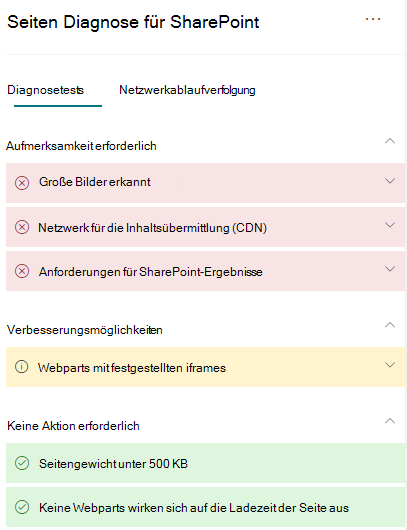 Seiten Diagnose für SharePoint
Diagnosetests Netzwerkablaufverfolgung
Aufmerksamkeit erforderlich
Große Bilder erkannt
Netzwerk für die Inhaltsübermittlung (CDN)
Anforderungen für SharePoint-Ergebnisse
Verbesserungsmöglichkeiten
Webparts mit festgestellten iframes
Keine Aktion erforderlich
Seitengewicht unter 500 KB
Keine Webparts wirken sich auf die Ladezeit der Seite aus